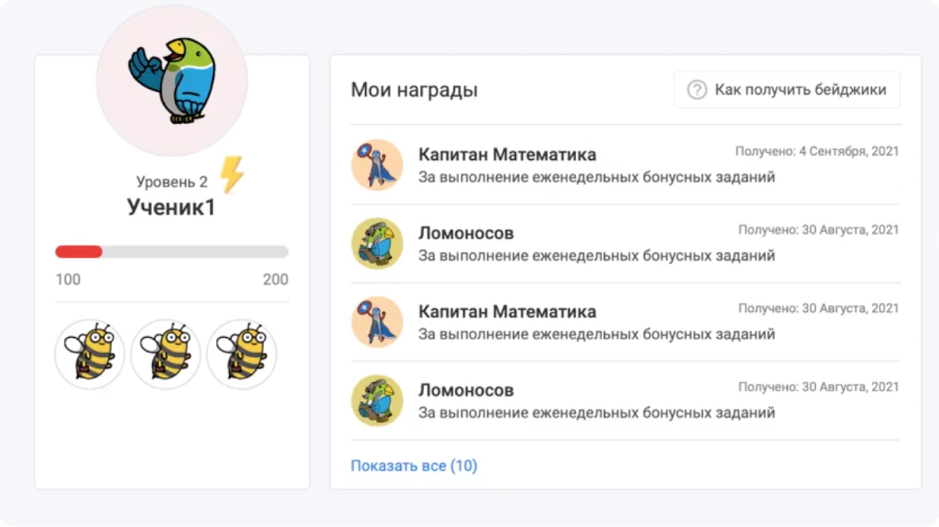 Мои награды
Как получить бейджики
Уровень 2
Ученик1
100
200
Капитан Математика
Получено: 4 Сентября, 2021
За выполнение еженедельных бонусных заданий
Ломоносов
Получено: 30 Августа, 2021
За выполнение еженедельных бонусных заданий
Капитан Математика
Получено: 30 Августа, 2021
За выполнение еженедельных бонусных заданий
Ломоносов
Получено: 30 Августа, 2021
За выполнение еженедельных бонусных заданий
Показать все (10)